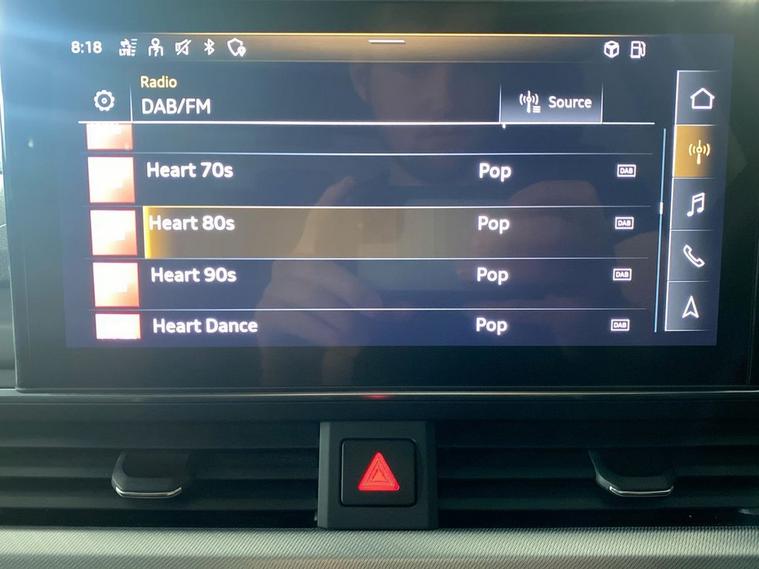 8:18
Radio
DAB/FM
Source
Heart 70s Pop DAB
Heart 80s Pop DAB
Heart 90s Pop DAB
Heart Dance Pop DAB